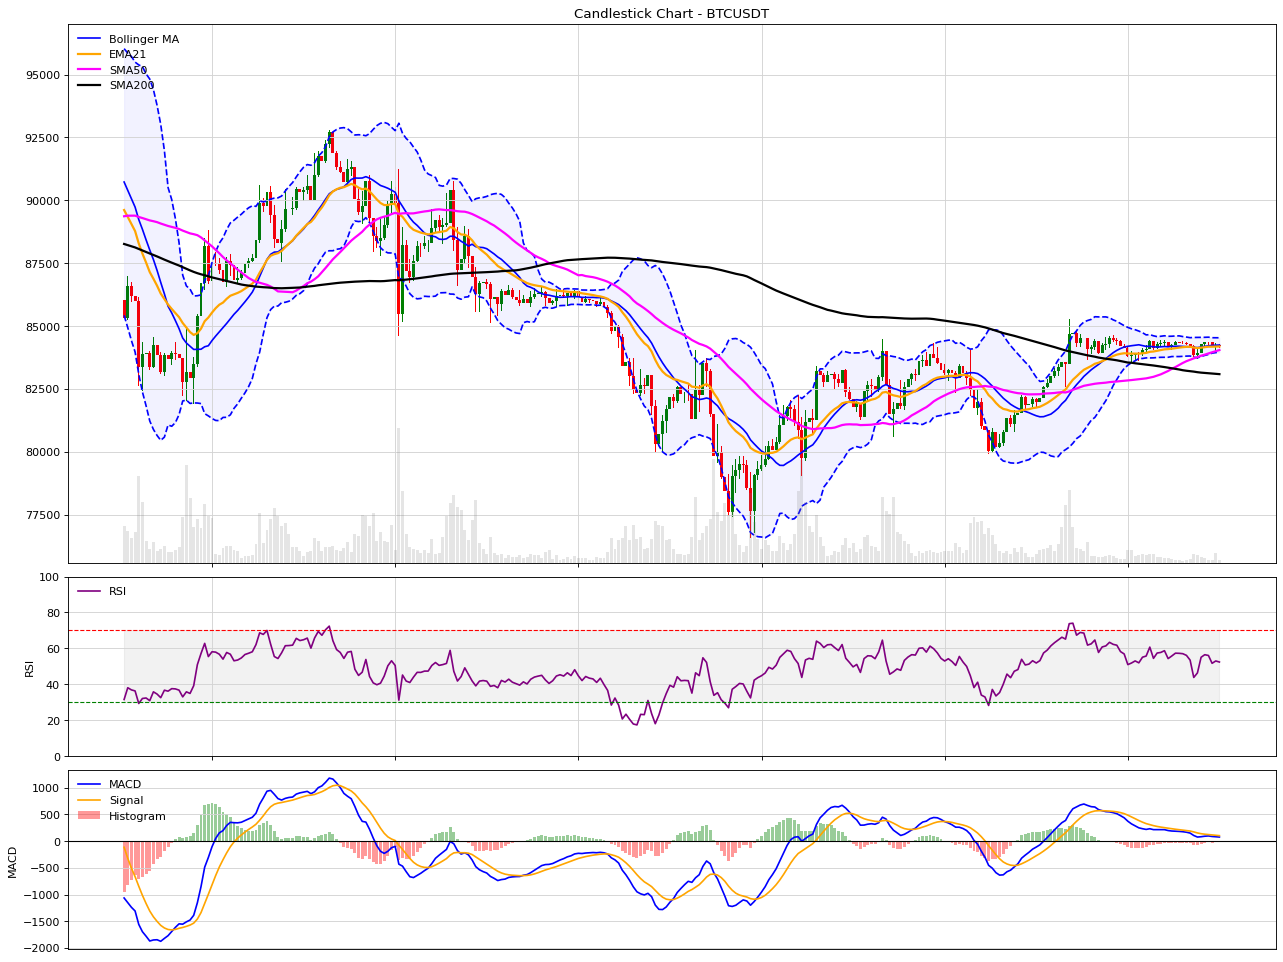 Candlestick Chart - BTCUSDT
Bollinger MA
EMA21
SMA50
SMA200
95000
92500
90000
87500
85000
82500
80000
77500
RSI
RSI
100
80
60
40
20
0
MACD
Signal
Histogram
MACD
1000
500
0
−500
−1000
−1500
−2000